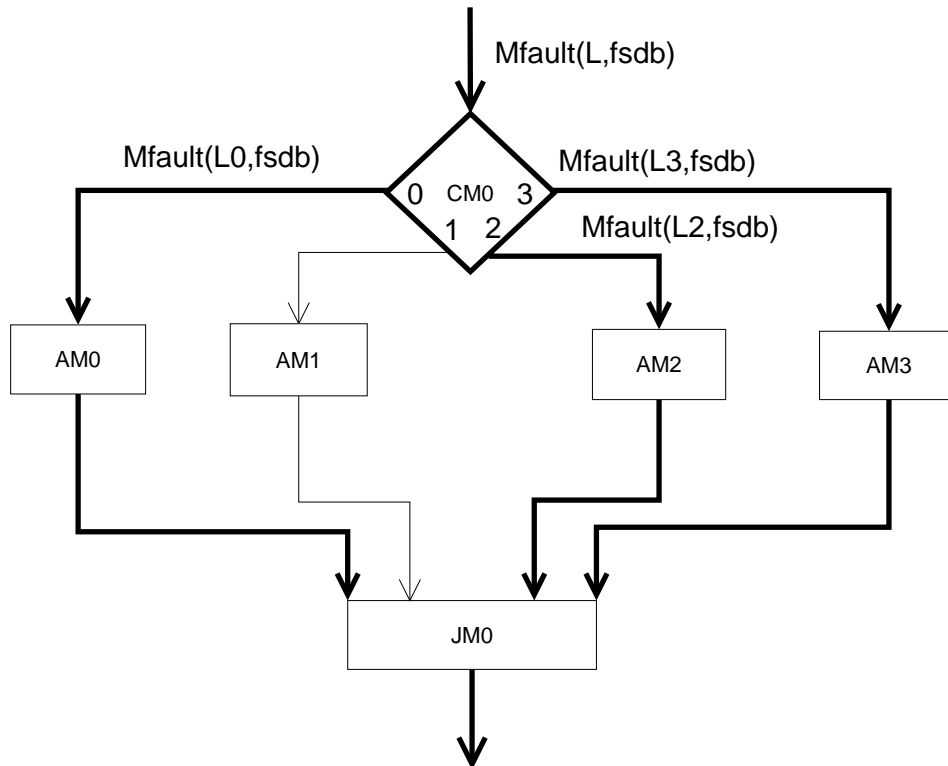 Mfault(L,fsdb)
Mfault(L0,fsdb)
Mfault(L3,fsdb)
0
CM0
3
1
2
Mfault(L2,fsdb)
AM0
AM1
AM2
AM3
JM0